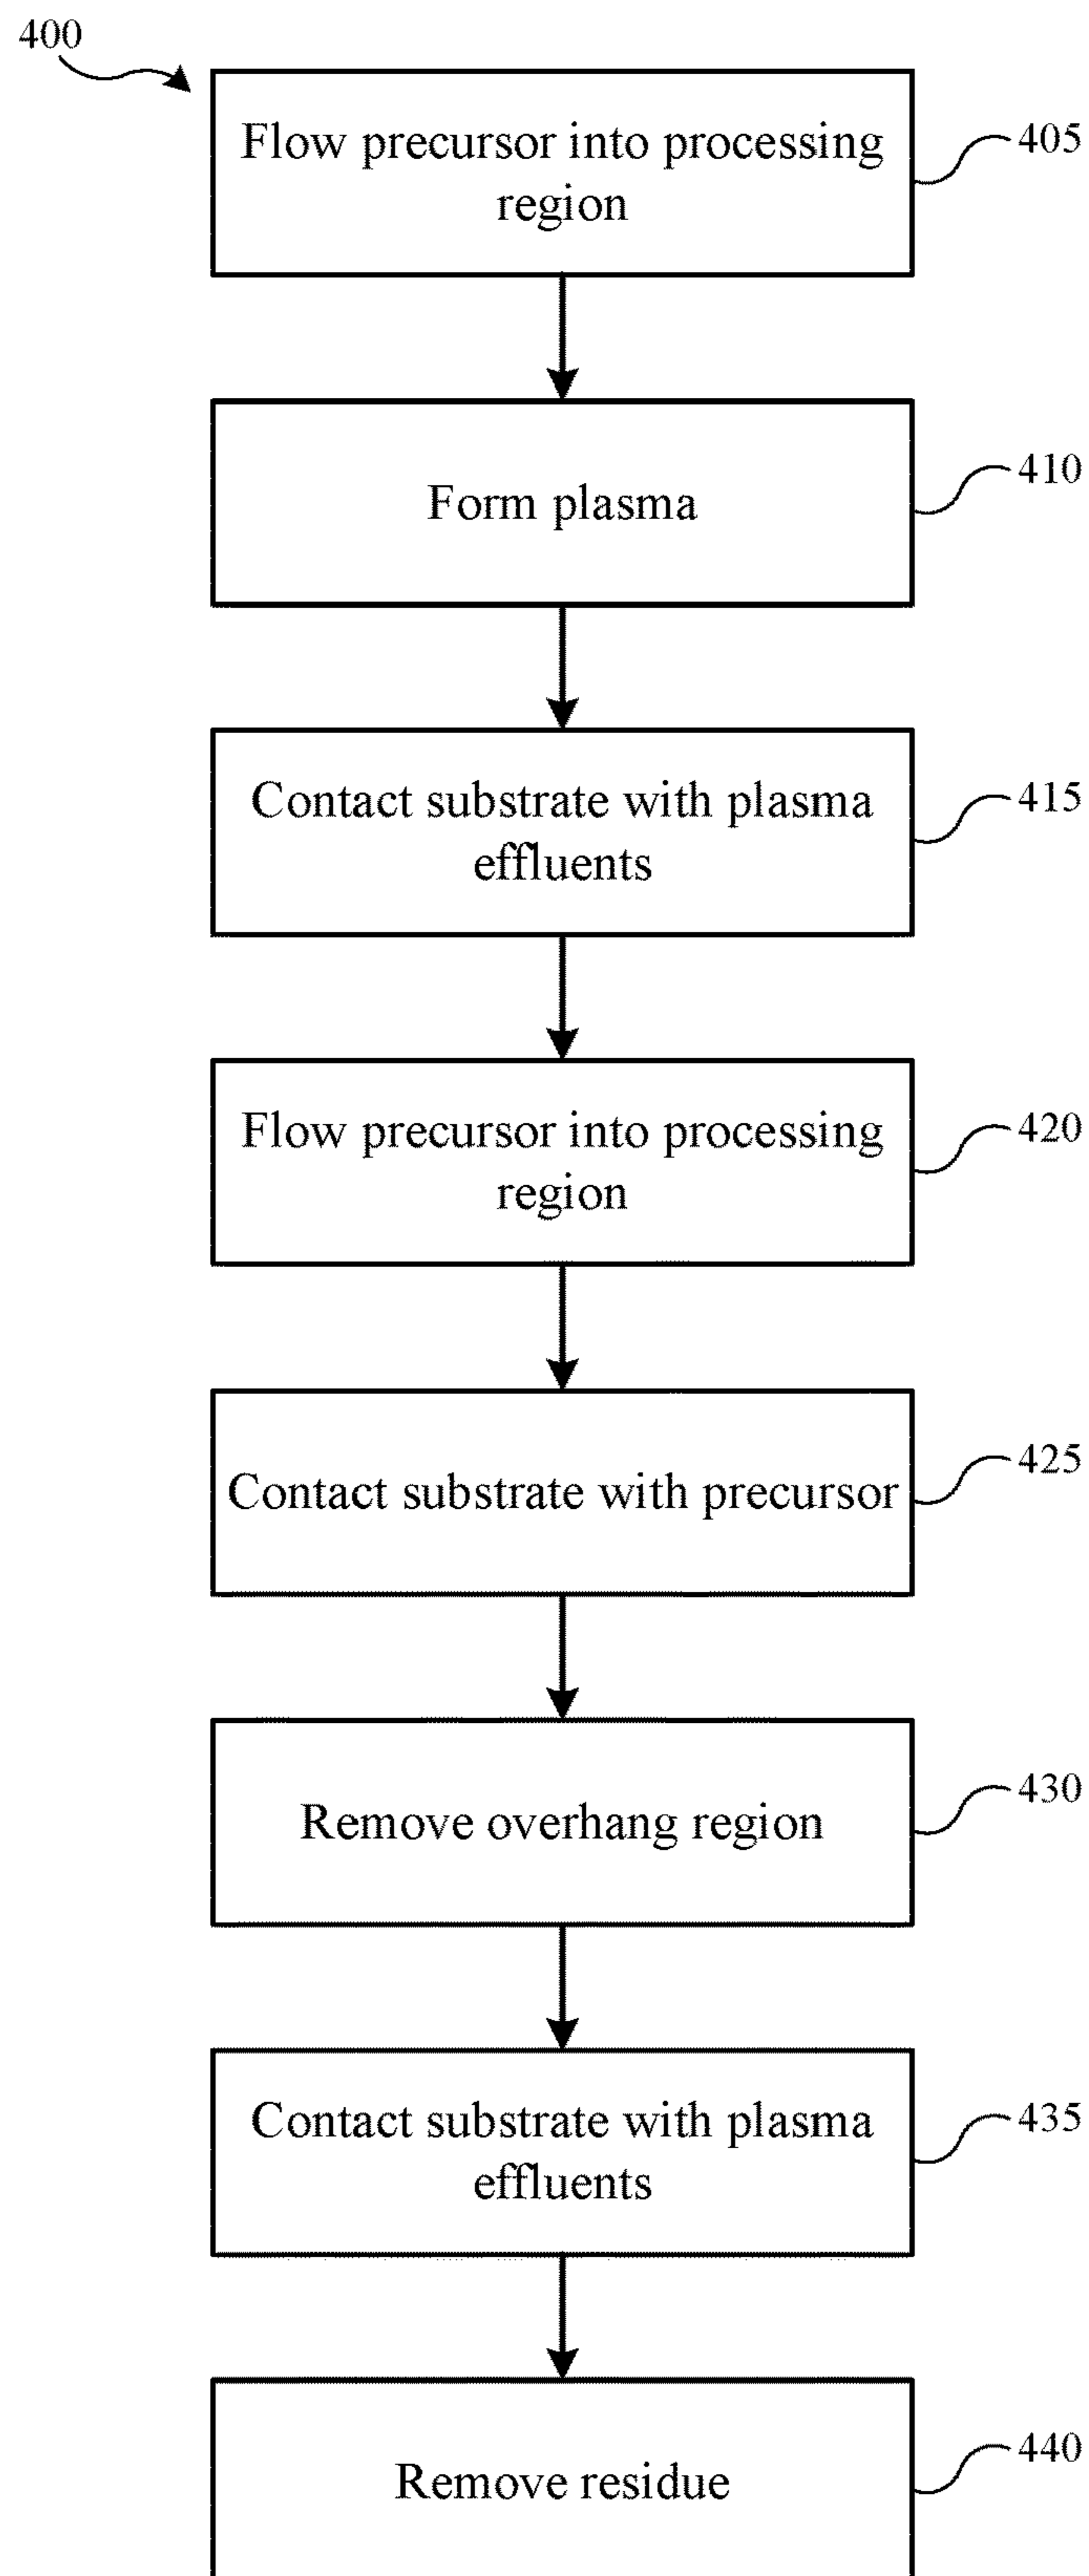 400
Flow precursor into processing
region
405
Form plasma
410
Contact substrate with plasma
effluents
415
Flow precursor into processing
region
420
Contact substrate with precursor
425
Remove overhang region
430
Contact substrate with plasma
effluents
435
Remove residue
440